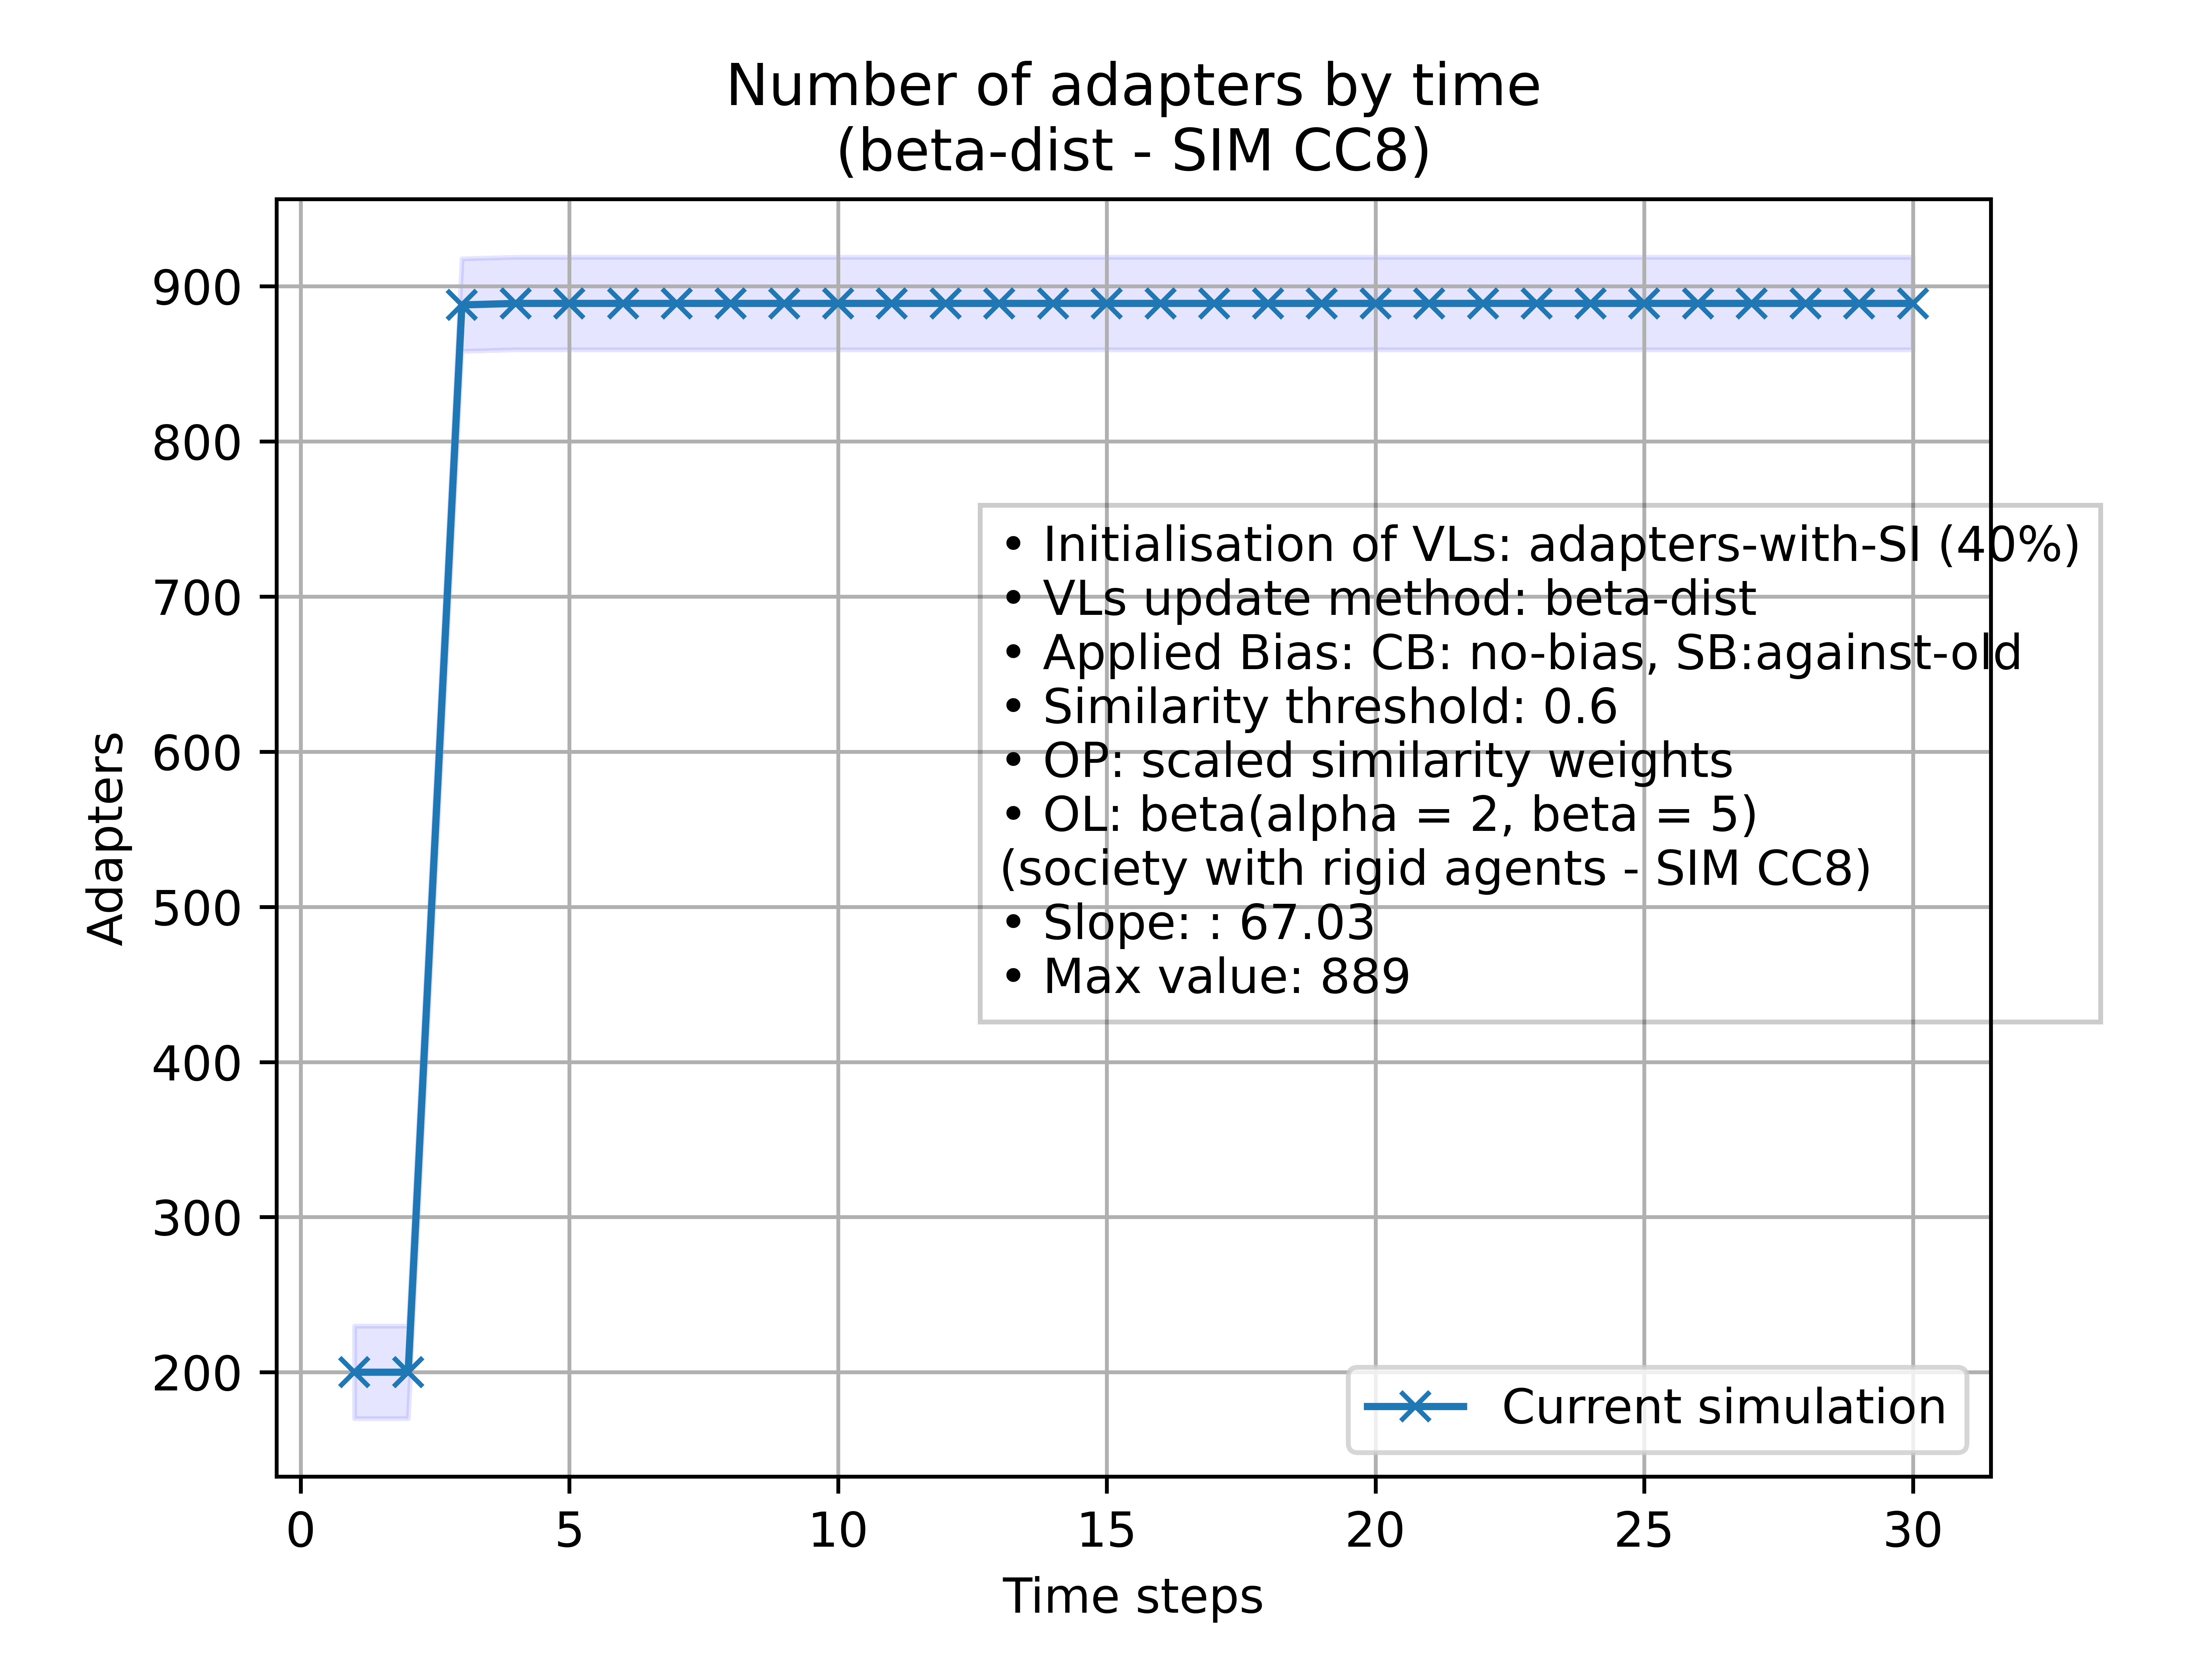 Number of adapters by time
(beta-dist - SIM CC8)
900
800
700
600
500
400
300
200
Adapters
• Initialisation of VLs: adapters-with-SI (40%)
• VLs update method: beta-dist
• Applied Bias: CB: no-bias, SB:against-old
• Similarity threshold: 0.6
• OP: scaled similarity weights
• OL: beta(alpha = 2, beta = 5)
(society with rigid agents - SIM CC8)
• Slope: : 67.03
• Max value: 889
Current simulation
0 5 10 15 20 25 30
Time steps